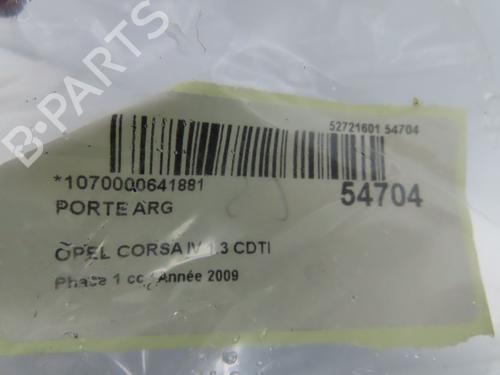 B-PARTS
52721601 54704
*1070000641881
54704
PORTE ARG
OPEL CORSA IV 1.3 CDTI
Phase 1 cc / Année 2009